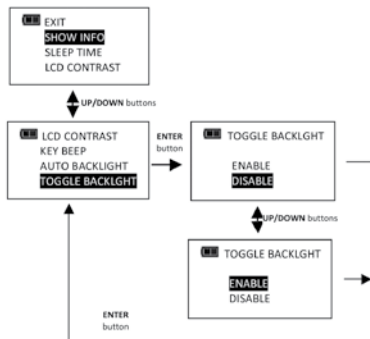 EXIT
SHOW INFO
SLEEP TIME
LCD CONTRAST
UP/DOWN buttons
LCD CONTRAST
KEY BEEP
AUTO BACKLIGHT
TOGGLE BACKLGHT
ENTER
button
TOGGLE BACKLGHT
ENABLE
DISABLE
UP/DOWN buttons
TOGGLE BACKLGHT
ENABLE
DISABLE
ENTER
button